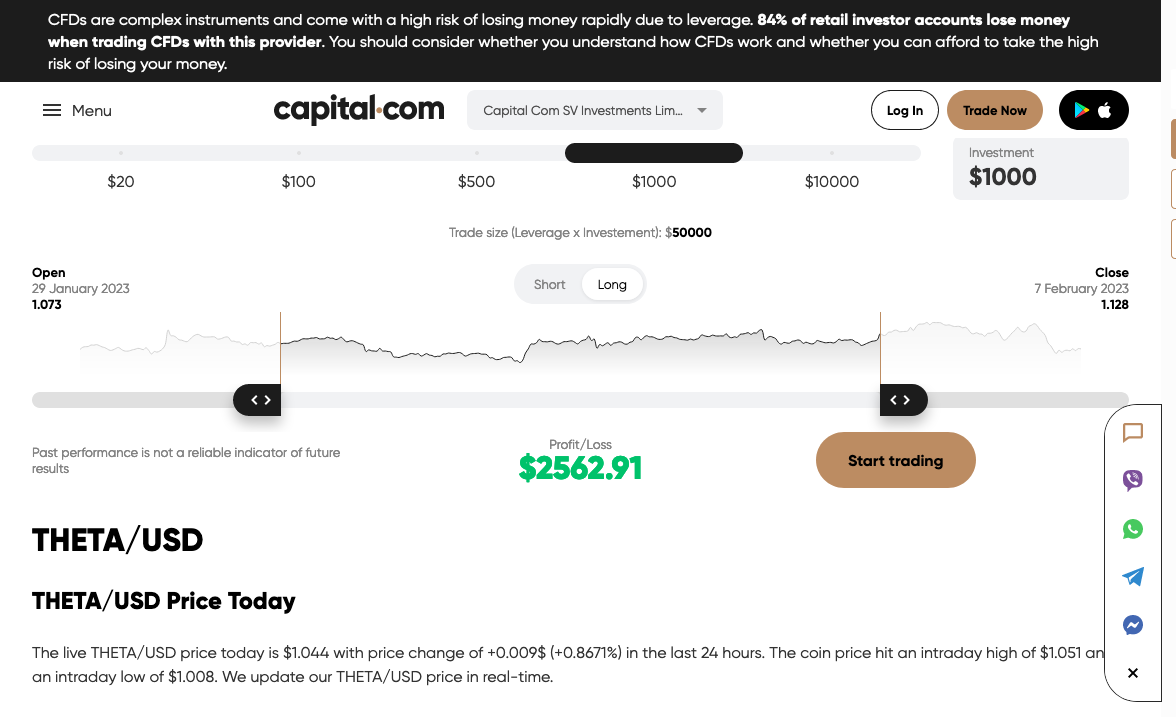 CFDs are complex instruments and come with a high risk of losing money rapidly due to leverage. 84% of retail investor accounts lose money
when trading CFDs with this provider. You should consider whether you understand how CFDs work and whether you can afford to take the high
risk of losing your money.
Menu
capital.com
Capital Com SV Investments Lim...
Log In
Trade Now
$20
$100
$500
$1000
$10000
Investment
$1000
Trade size (Leverage x Investement): $50000
Open
29 January 2023
1.073
Short
Long
Close
7 February 2023
1.128
Past performance is not a reliable indicator of future
results
Profit/Loss
$2562.91
Start trading
THETA/USD
THETA/USD Price Today
The live THETA/USD price today is $1.044 with price change of +0.009$ (+0.8671%) in the last 24 hours. The coin price hit an intraday high of $1.051 an
an intraday low of $1.008. We update our THETA/USD price in real-time.